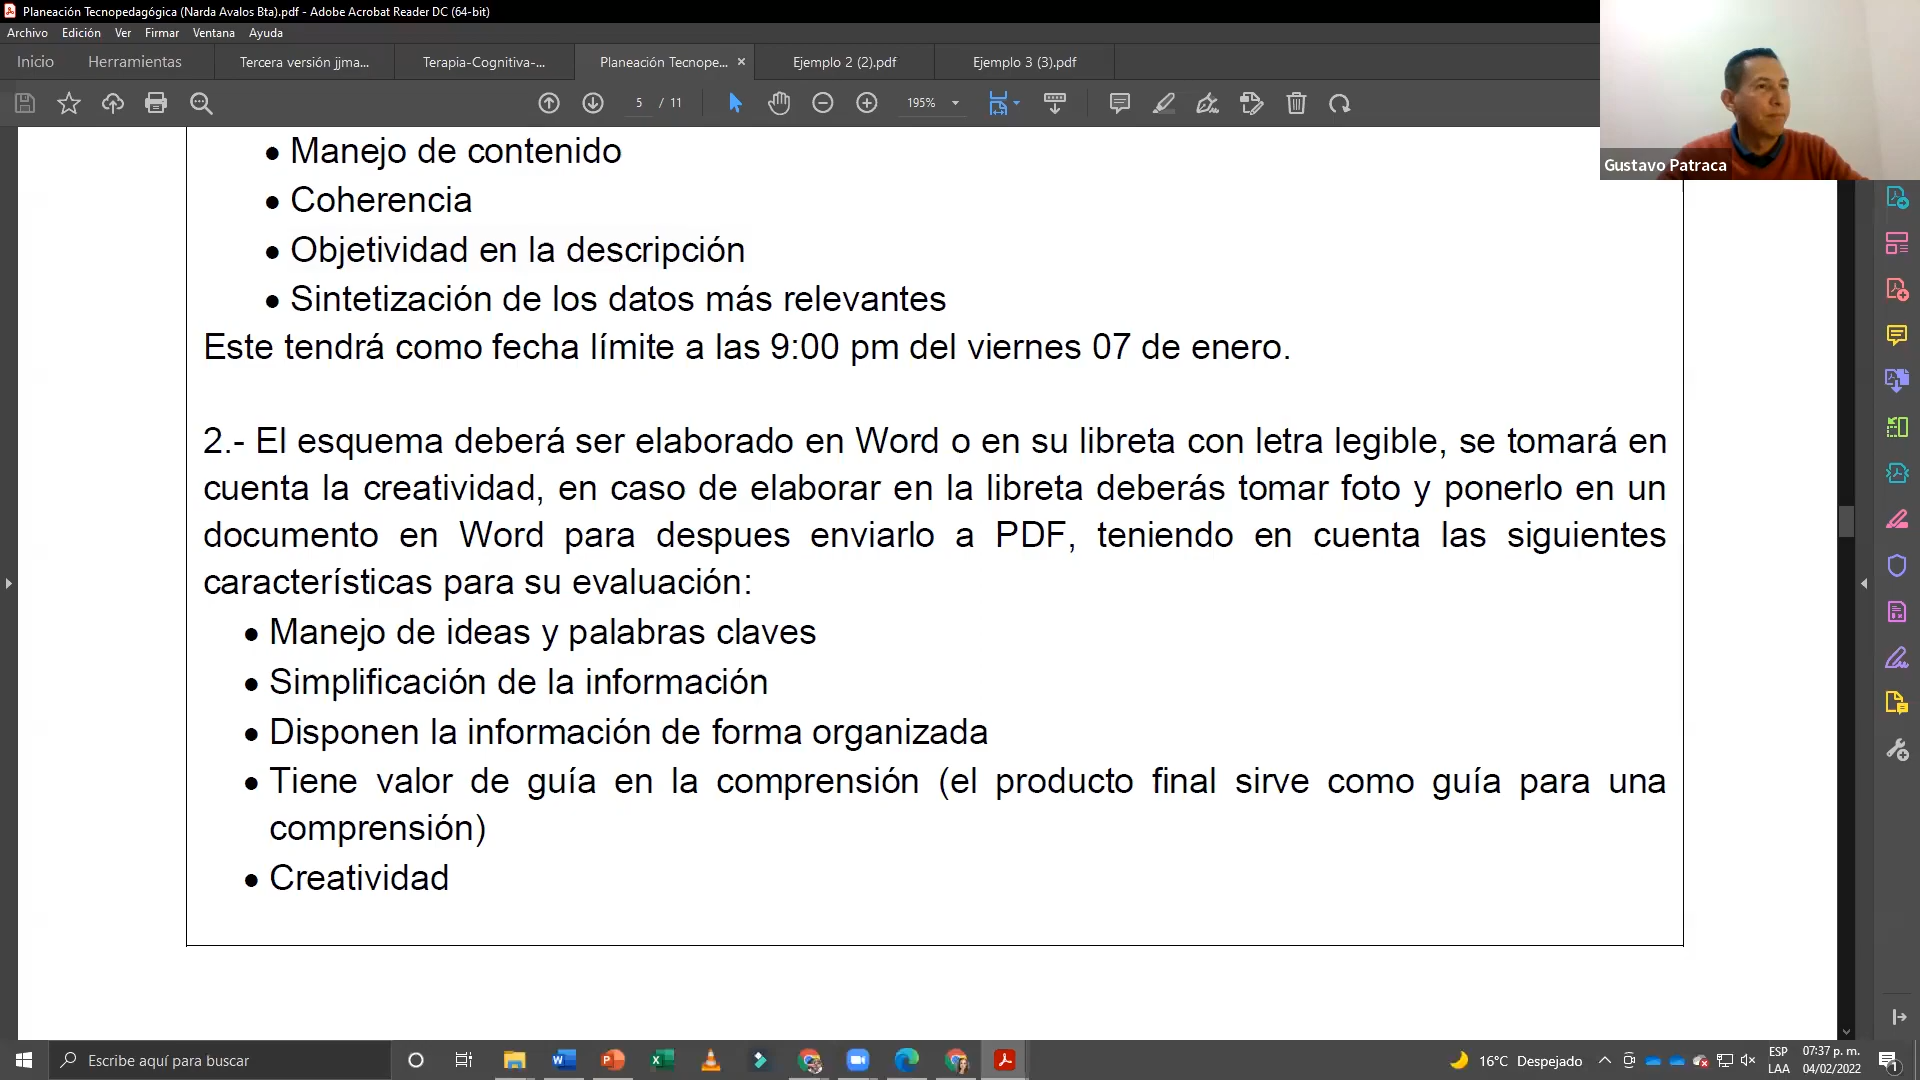 Planeación Tecnopedagógica (Narda Avalos Bta).pdf - Adobe Acrobat Reader DC (64-bit)
Archivo Edición Ver Firmar Ventana Ayuda
Inicio Herramientas Tercera versión jjma... Terapia-Cognitiva-... Planeación Tecnope... Ejemplo 2 (2).pdf Ejemplo 3 (3).pdf
5 / 11 195%
Gustavo Patraca
• Manejo de contenido
• Coherencia
• Objetividad en la descripción
• Sintetización de los datos más relevantes
Este tendrá como fecha límite a las 9:00 pm del viernes 07 de enero.
2.- El esquema deberá ser elaborado en Word o en su libreta con letra legible, se tomará en
cuenta la creatividad, en caso de elaborar en la libreta deberás tomar foto y ponerlo en un
documento en Word para despues enviarlo a PDF, teniendo en cuenta las siguientes
características para su evaluación:
• Manejo de ideas y palabras claves
• Simplificación de la información
• Disponen la información de forma organizada
• Tiene valor de guía en la comprensión (el producto final sirve como guía para una
comprensión)
• Creatividad
Escribe aquí para buscar
16°C Despejado
ESP
LAA
07:37 p. m.
04/02/2022
1